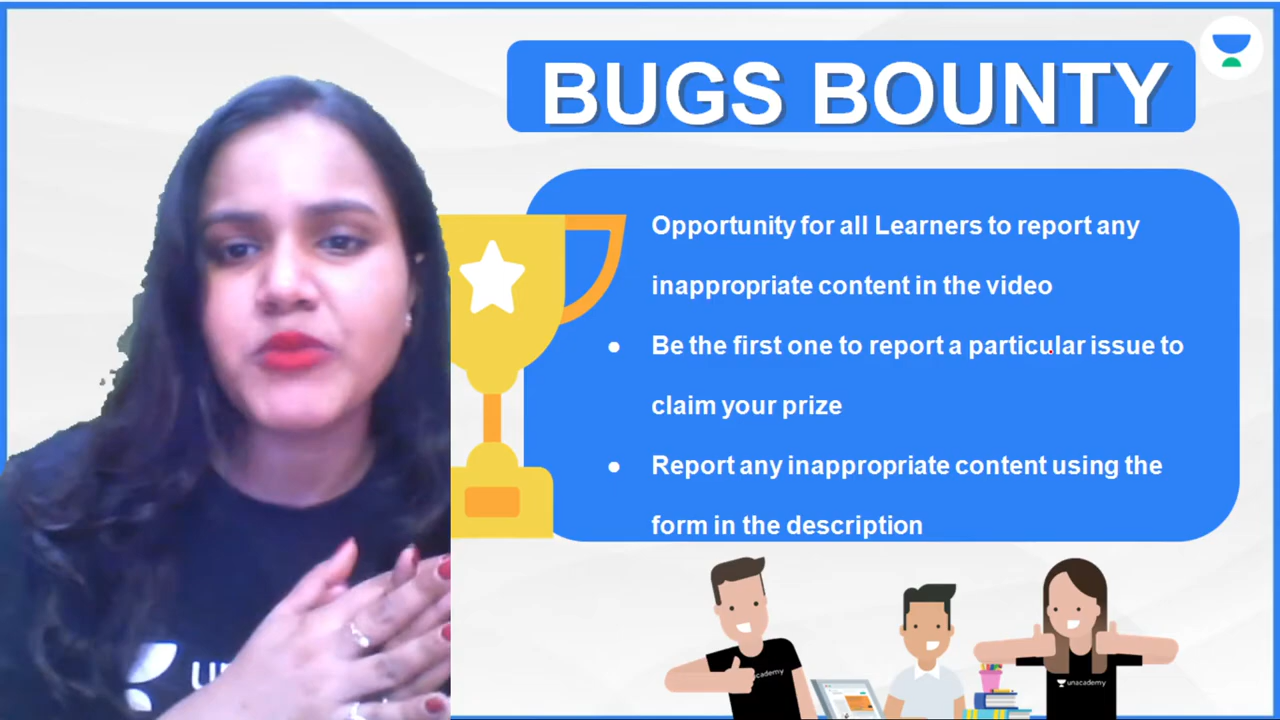 BUGS BOUNTY
Opportunity for all Learners to report any
inappropriate content in the video
● Be the first one to report a particular issue to
claim your prize
● Report any inappropriate content using the
form in the description
unacademy